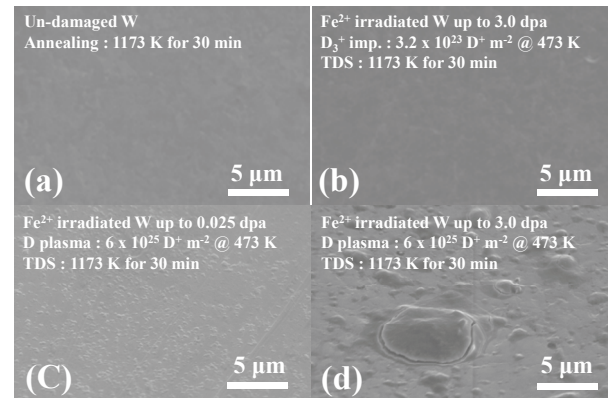 Un-damaged W
Annealing : 1173 K for 30 min
(a)
5 μm
Fe²⁺ irradiated W up to 3.0 dpa
D₃⁺ imp. : 3.2 x 10²³ D⁺ m⁻² @ 473 K
TDS : 1173 K for 30 min
(b)
5 μm
Fe²⁺ irradiated W up to 0.025 dpa
D plasma : 6 x 10²⁵ D⁺ m⁻² @ 473 K
TDS : 1173 K for 30 min
(C)
5 μm
Fe²⁺ irradiated W up to 3.0 dpa
D plasma : 6 x 10²⁵ D⁺ m⁻² @ 473 K
TDS : 1173 K for 30 min
(d)
5 μm